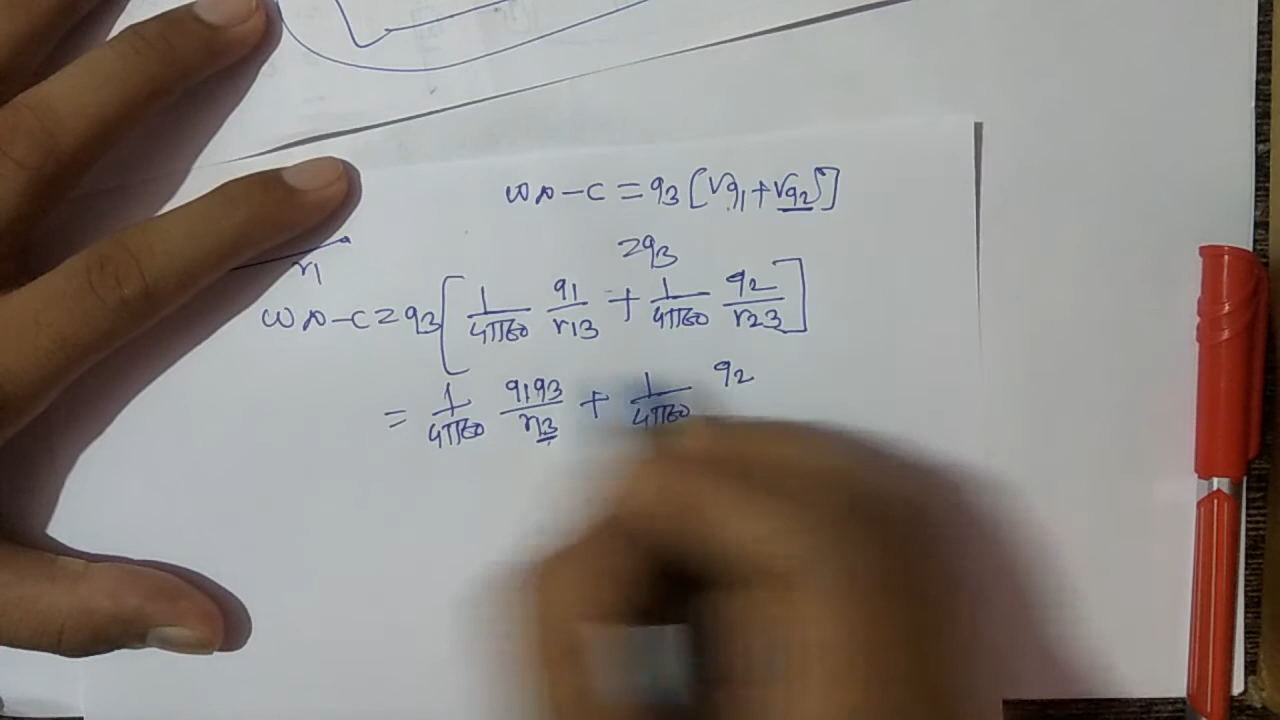 W∞-C = q3 [Vq1 + Vq2]
= q3
r1
W∞-C = q3 [ 1/4πε0 q1/r13 + 1/4πε0 q2/r23 ]
= 1/4πε0 q1q3/r13 + 1/4πε0 q2